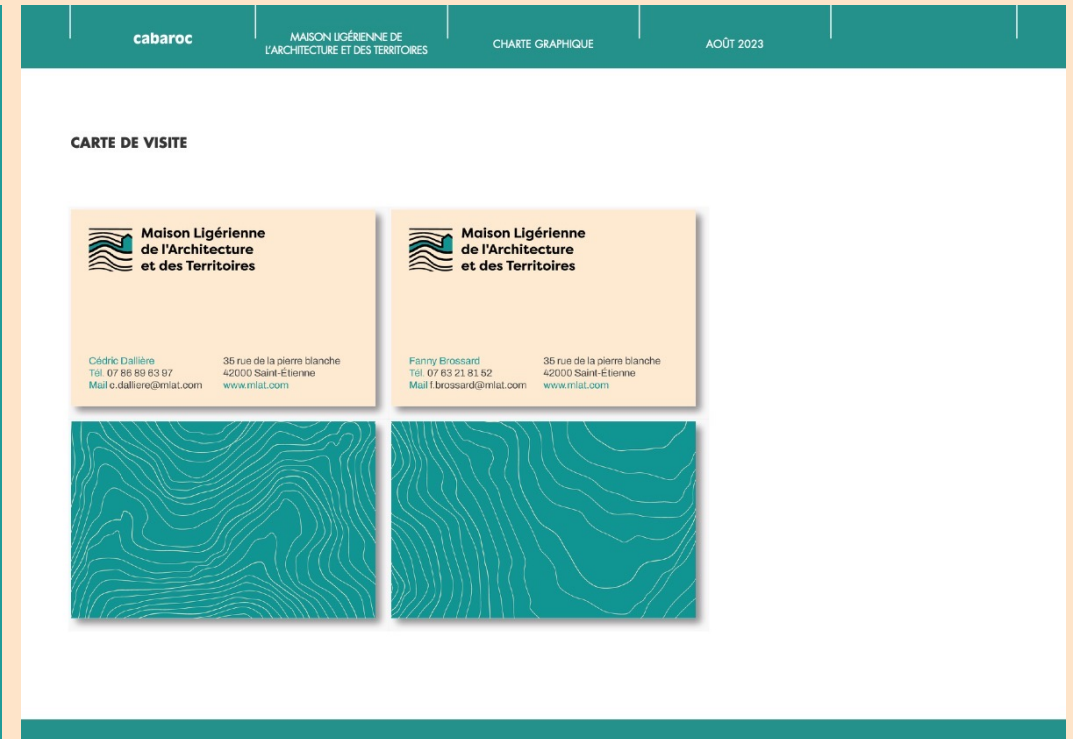 cabaroc
MAISON LIGÉRIENNE DE
L'ARCHITECTURE ET DES TERRITOIRES
CHARTE GRAPHIQUE
AOÛT 2023
CARTE DE VISITE
Maison Ligérienne
de l'Architecture
et des Territoires
Cédric Dallière
Tél. 07 86 89 63 97
Mail c.dalliere@mlat.com
35 rue de la pierre blanche
42000 Saint-Étienne
www.mlat.com
Maison Ligérienne
de l'Architecture
et des Territoires
Fanny Brossard
Tél. 07 63 21 81 52
Mail f.brossard@mlat.com
35 rue de la pierre blanche
42000 Saint-Étienne
www.mlat.com